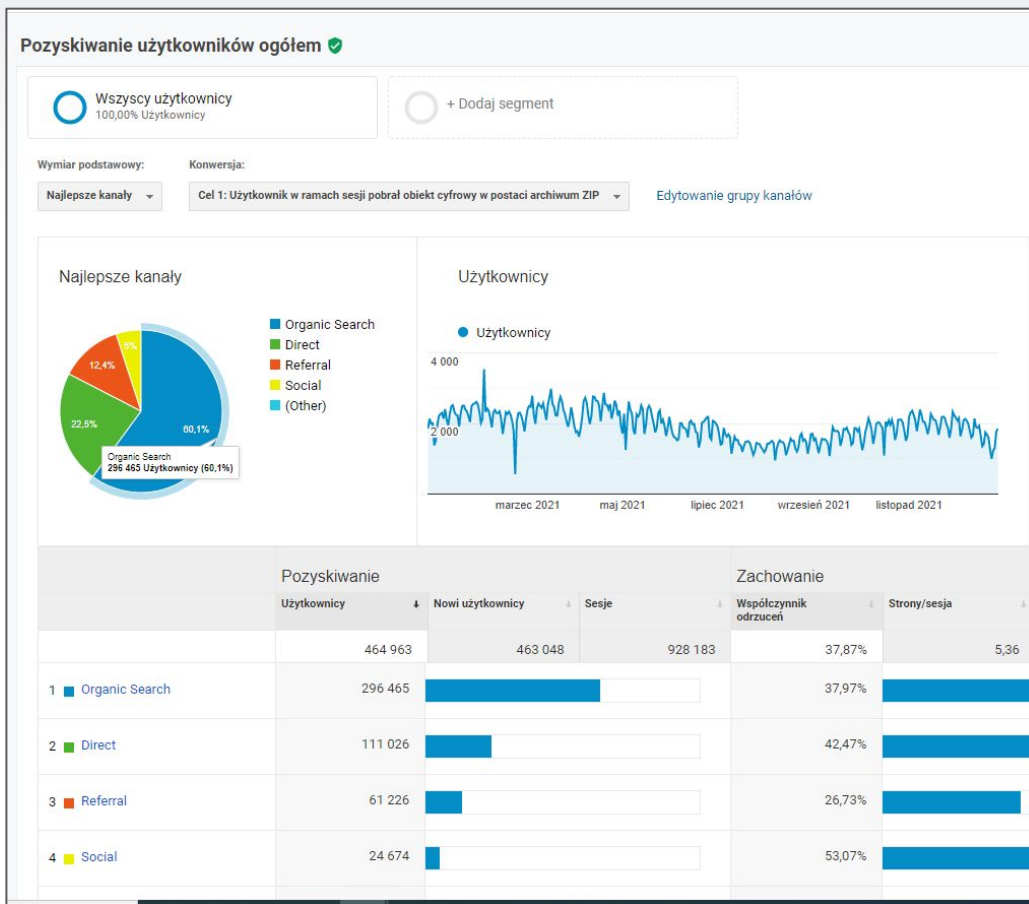 Pozyskiwanie użytkowników ogółem
Wszyscy użytkownicy
100,00% Użytkownicy
+ Dodaj segment
Wymiar podstawowy:
Konwersja:
Najlepsze kanały
Cel 1: Użytkownik w ramach sesji pobrał obiekt cyfrowy w postaci archiwum ZIP
Edytowanie grupy kanałów
Najlepsze kanały
Organic Search
Direct
Referral
Social
(Other)
5%
12,4%
22,5%
60,1%
Organic Search
296 465 Użytkownicy (60,1%)
Użytkownicy
Użytkownicy
4 000
2 000
marzec 2021 maj 2021 lipiec 2021 wrzesień 2021 listopad 2021
Pozyskiwanie Zachowanie
Użytkownicy Nowi użytkownicy Sesje Współczynnik odrzuceń Strony/sesja
464 963 463 048 928 183 37,87% 5,36
1 Organic Search 296 465 37,97%
2 Direct 111 026 42,47%
3 Referral 61 226 26,73%
4 Social 24 674 53,07%